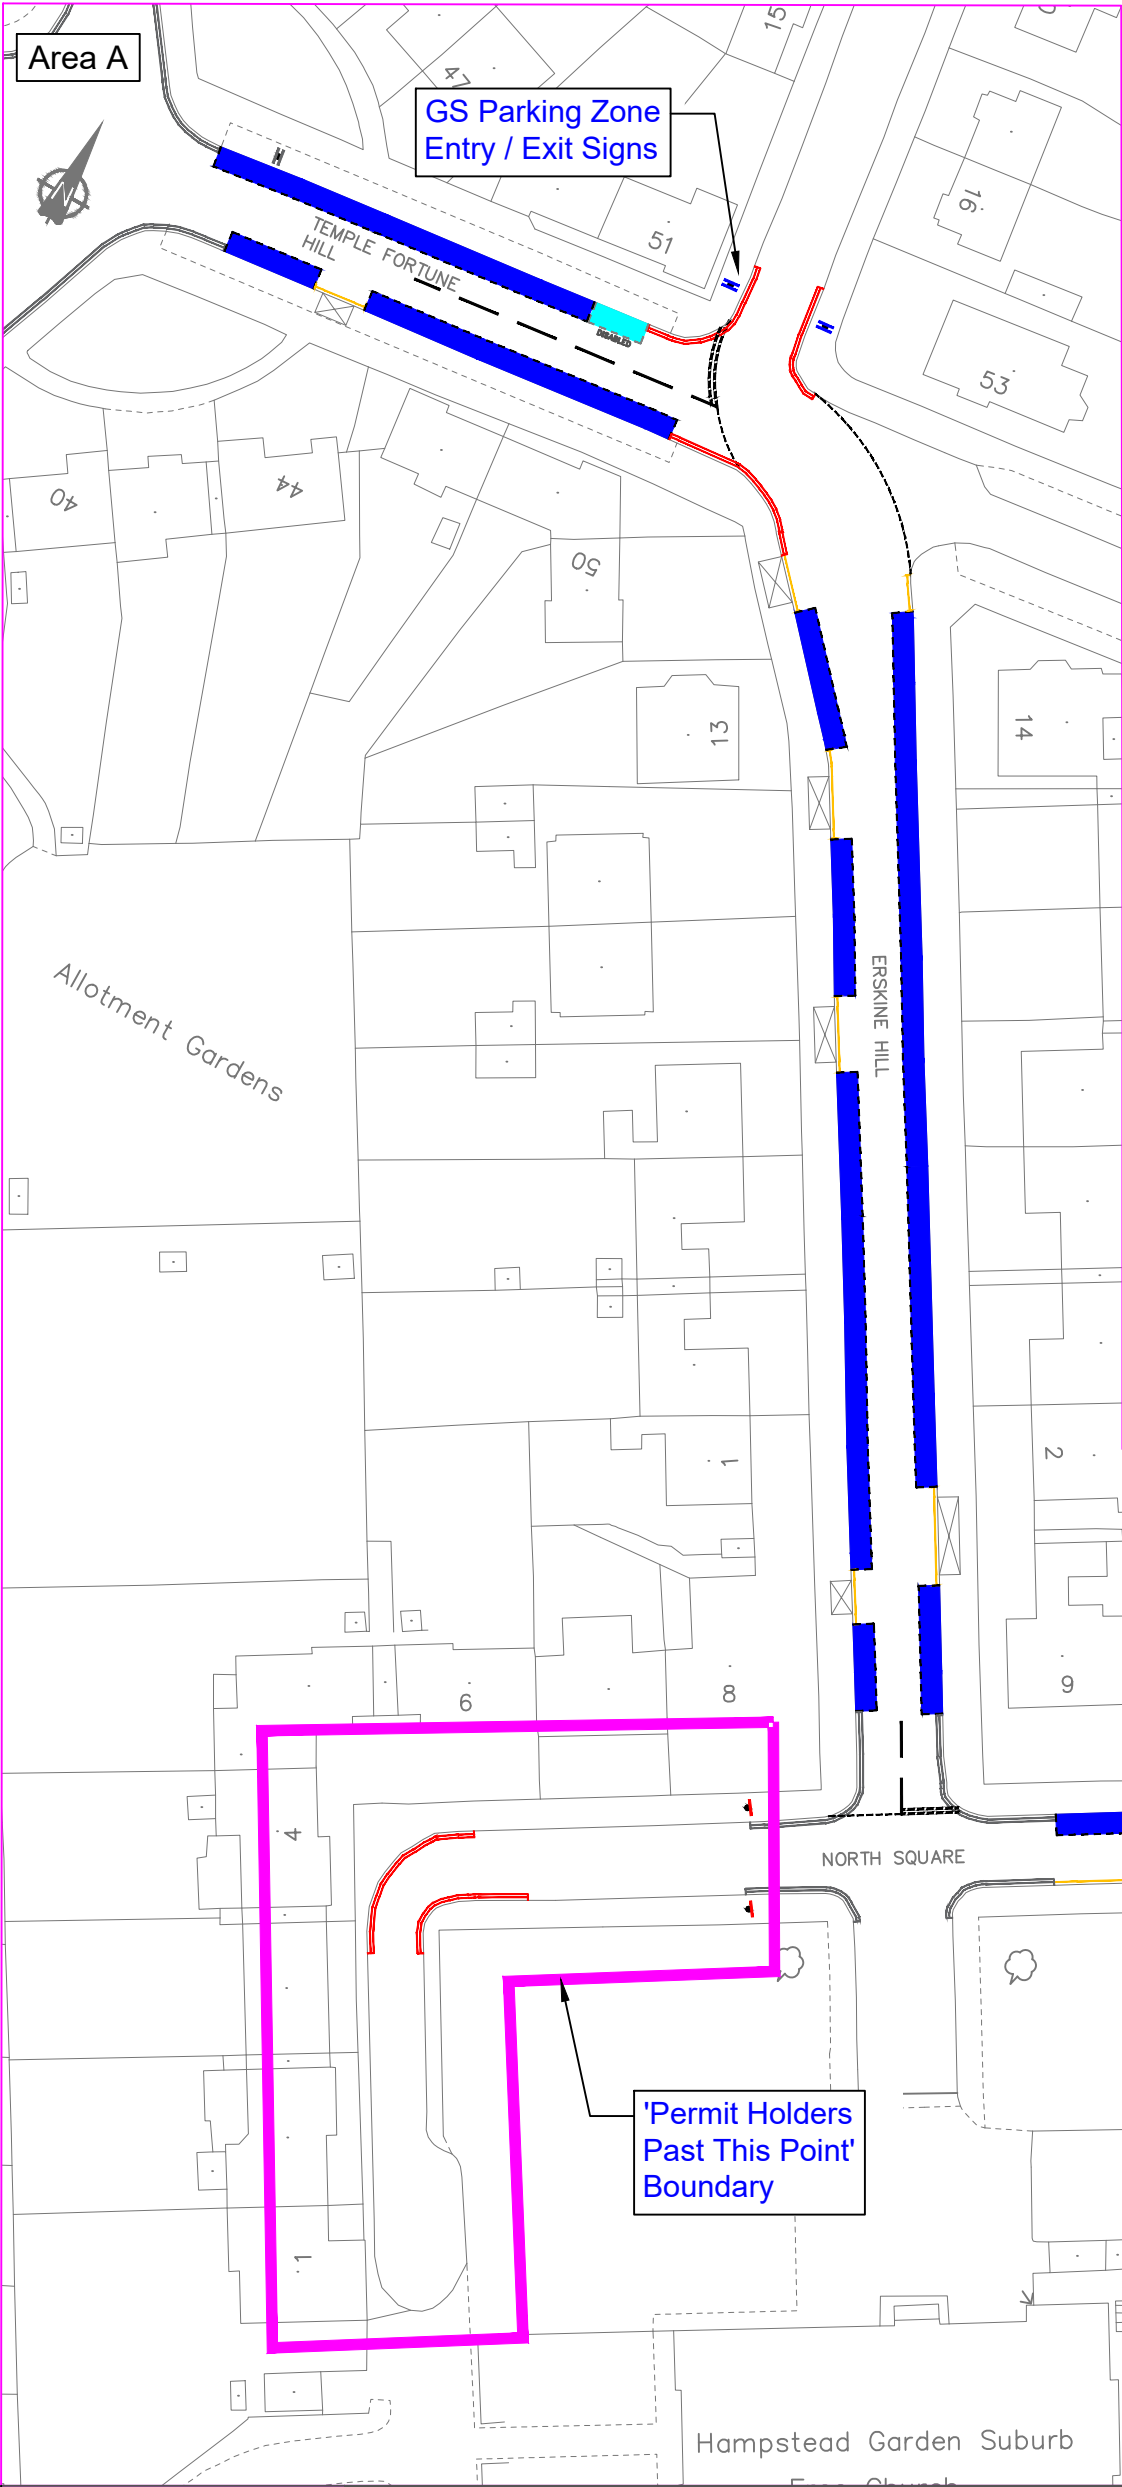 Area A
15
47
GS Parking Zone
Entry / Exit Signs
16
51
TEMPLE FORTUNE
HILL
DISABLED
53
40
44
50
13
14
ERSKINE HILL
Allotment Gardens
1
2
6
8
9
4
NORTH SQUARE
'Permit Holders
Past This Point'
Boundary
1
Hampstead Garden Suburb
Free Church